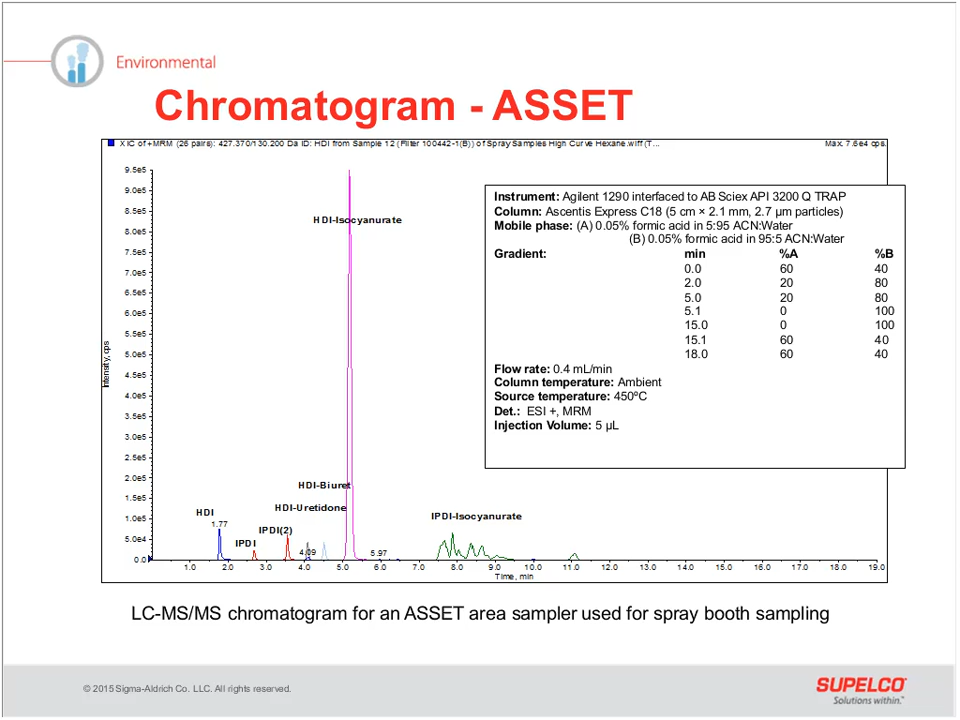 Environmental
Chromatogram - ASSET
XIC of +MRM (26 pairs): 427.370/130.200 Da ID: HDI from Sample 12 (Filter 100442-1(B)) of Spray Samples High Curve Hexane.wiff (T... Max. 7.6e4 cps.
9.5e5
9.0e5
8.5e5
8.0e5
7.5e5
7.0e5
6.5e5
6.0e5
5.5e5
5.0e5
4.5e5
4.0e5
3.5e5
3.0e5
2.5e5
2.0e5
1.5e5
1.0e5
5.0e4
0.0
Intensity, cps
HDI-Isocyanurate
HDI-Biuret
HDI-Uretidone
HDI
1.77
IPDI
IPDI(2)
4.09
5.97
IPDI-Isocyanurate
1.0 2.0 3.0 4.0 5.0 6.0 7.0 8.0 9.0 10.0 11.0 12.0 13.0 14.0 15.0 16.0 17.0 18.0 19.0
Time, min
Instrument: Agilent 1290 interfaced to AB Sciex API 3200 Q TRAP
Column: Ascentis Express C18 (5 cm × 2.1 mm, 2.7 µm particles)
Mobile phase: (A) 0.05% formic acid in 5:95 ACN:Water
(B) 0.05% formic acid in 95:5 ACN:Water
Gradient: min %A %B
0.0 60 40
2.0 20 80
5.0 20 80
5.1 0 100
15.0 0 100
15.1 60 40
18.0 60 40
Flow rate: 0.4 mL/min
Column temperature: Ambient
Source temperature: 450ºC
Det.: ESI +, MRM
Injection Volume: 5 µL
LC-MS/MS chromatogram for an ASSET area sampler used for spray booth sampling
© 2015 Sigma-Aldrich Co. LLC. All rights reserved.
SUPELCO
Solutions within.™